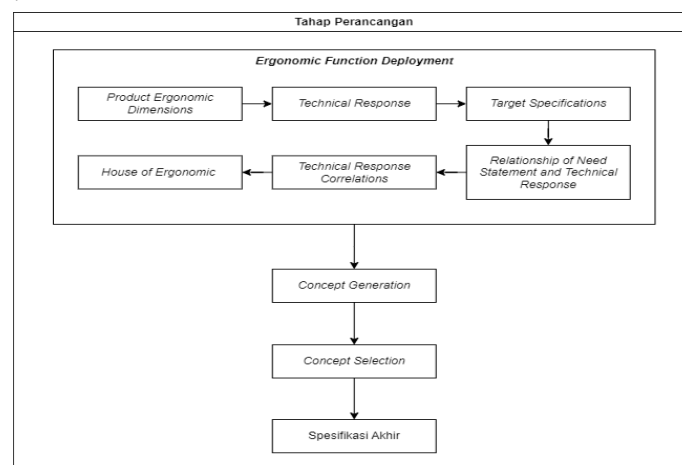 Tahap Perancangan
Ergonomic Function Deployment
Product Ergonomic
Dimensions
Technical Response
Target Specifications
Relationship of Need
Statement and Technical
Response
Technical Response
Correlations
House of Ergonomic
Concept Generation
Concept Selection
Spesifikasi Akhir